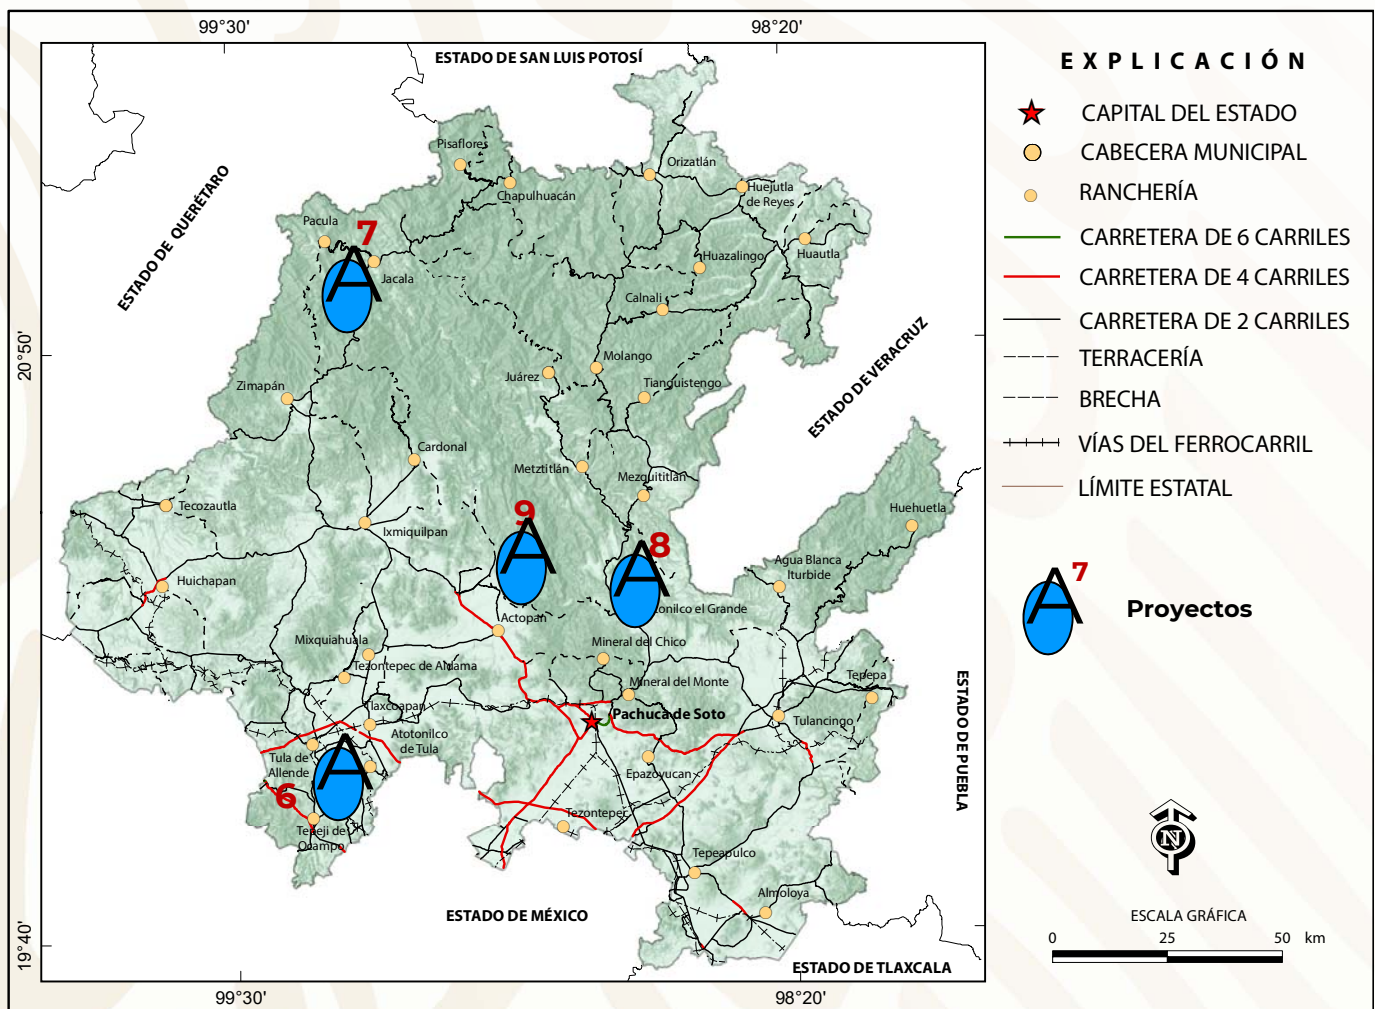 99°30'
98°20'
ESTADO DE SAN LUIS POTOSÍ
EXPLICACIÓN
CAPITAL DEL ESTADO
CABECERA MUNICIPAL
RANCHERÍA
CARRETERA DE 6 CARRILES
CARRETERA DE 4 CARRILES
CARRETERA DE 2 CARRILES
TERRACERÍA
BRECHA
VÍAS DEL FERROCARRIL
LÍMITE ESTATAL
A
7
Proyectos
ESTADO DE QUERÉTARO
Pisaflores
Orizatlán
Chapulhuacán
Huejutla
de Reyes
Pacula
7
A
Jacala
Huautla
Huazalingo
Calnali
20°50'
Molango
Juárez
Tianguistengo
ESTADO DE VERACRUZ
Zimapán
Cardonal
Metztitlán
Mezquititlán
Tecozautla
Ixmiquilpan
9
A
8
A
Huehuetla
Agua Blanca
Iturbide
Huichapan
onilco el Grande
Actopan
Mixquiahuala
Mineral del Chico
Tezontepec de Aldama
Mineral del Monte
Tepepa
Tlaxcoapan
Pachuca de Soto
Tulancingo
Atotonilco
de Tula
ESTADO DE PUEBLA
Tula de
Allende
A
6
Epazoyucan
Tezontepec
Tepeji de
Ocampo
Tepeapulco
Almoloya
ESTADO DE MÉXICO
19°40'
ESTADO DE TLAXCALA
99°30'
98°20'
N
ESCALA GRÁFICA
0 25 50 km